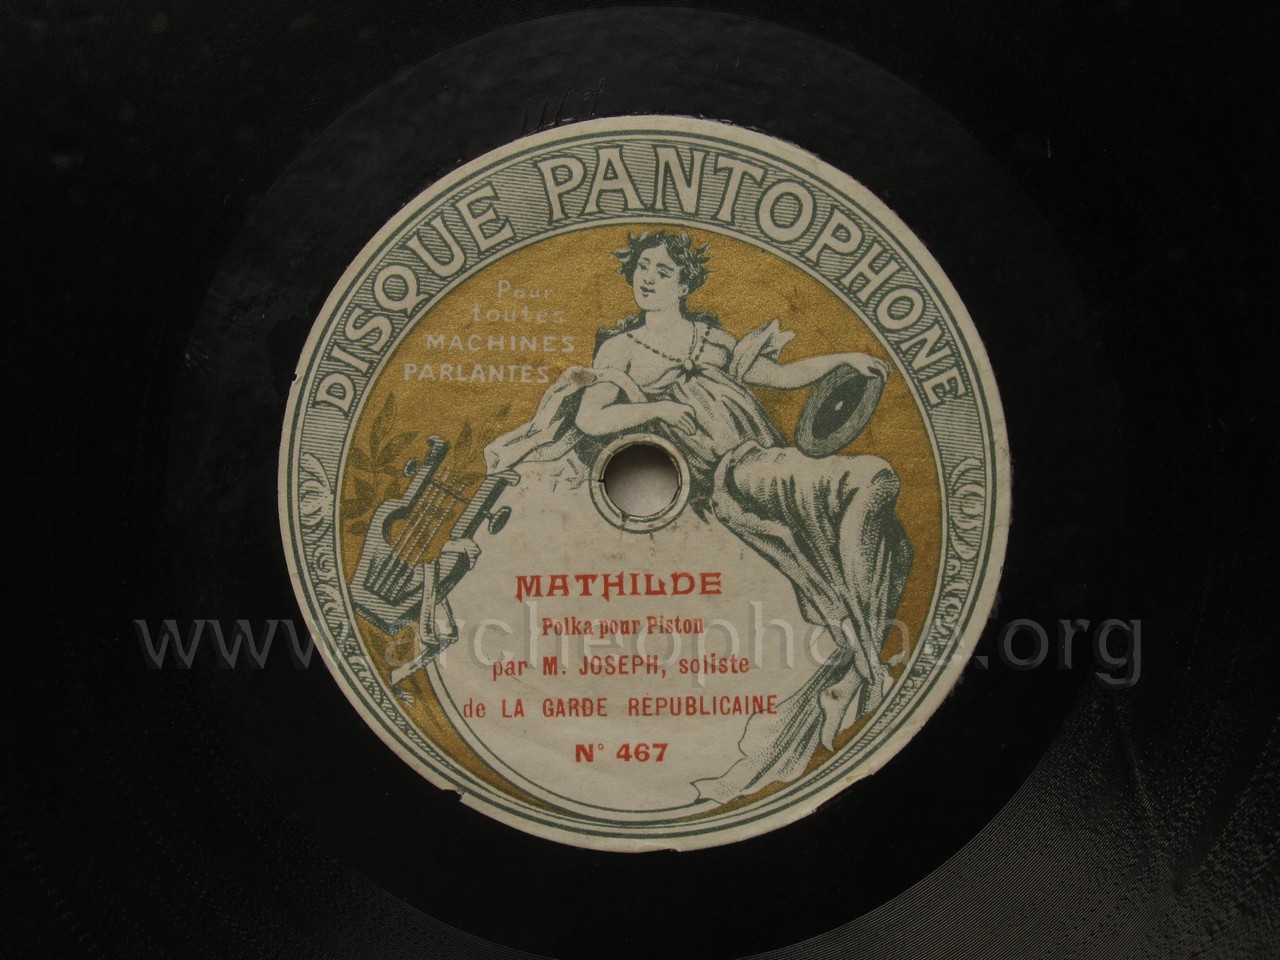 DISQUE PANTOPHONE
Pour
toutes
MACHINES
PARLANTES
MATHILDE
Polka pour Piston
www.archeophone.org
par M. JOSEPH, soliste
de LA GARDE RÉPUBLICAINE
N° 467